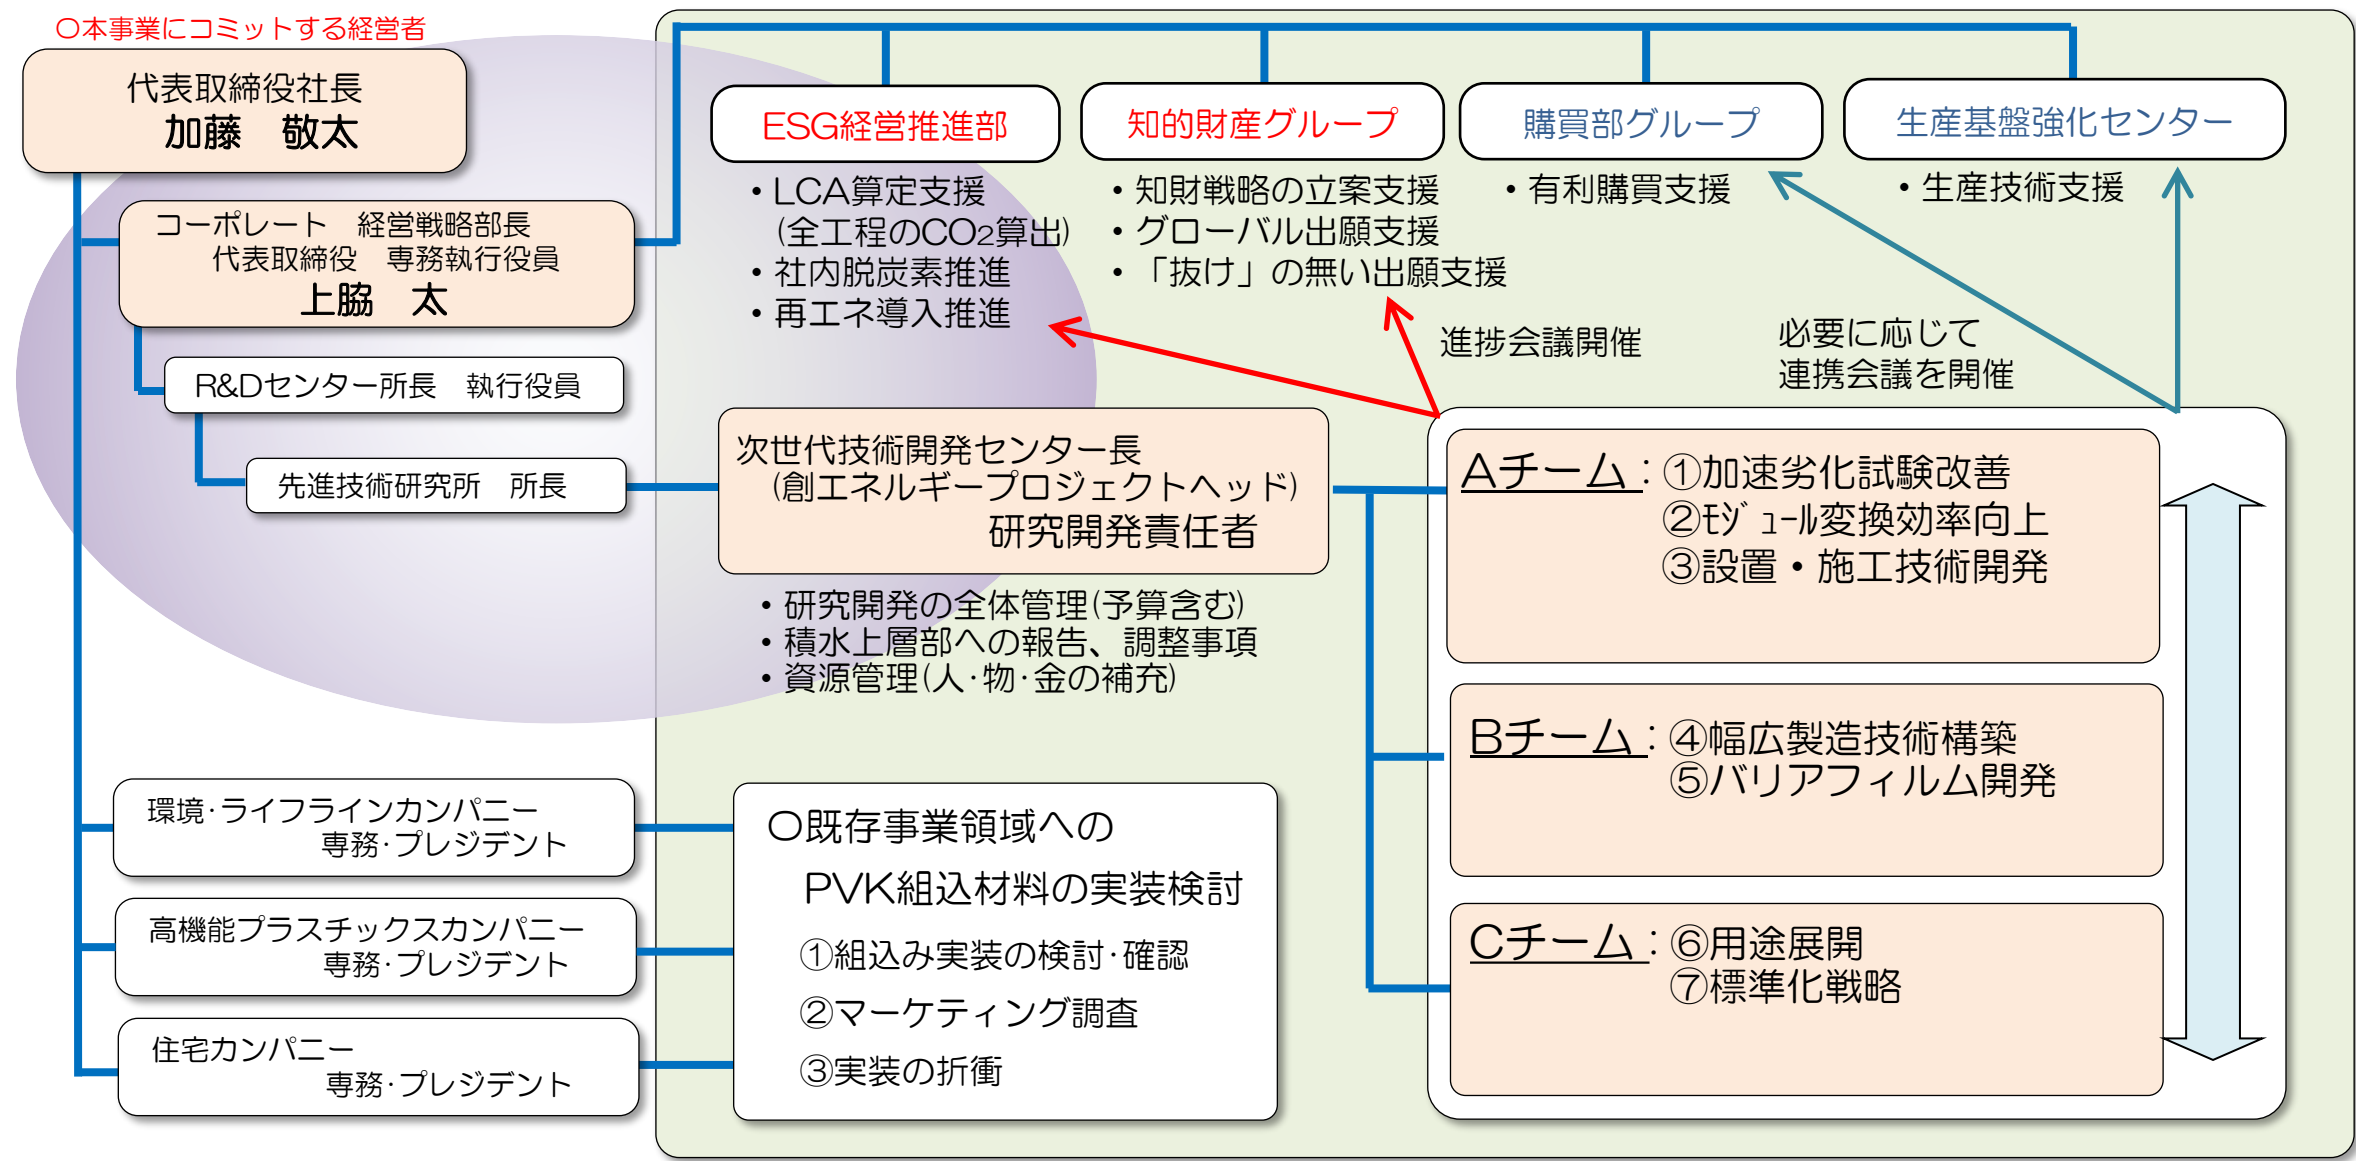 〇本事業にコミットする経営者
代表取締役社長
加藤　敬太
コーポレート　経営戦略部長
代表取締役　専務執行役員
上脇　太
R&Dセンター所長　執行役員
先進技術研究所　所長
環境･ライフラインカンパニー
専務･プレジデント
高機能プラスチックスカンパニー
専務･プレジデント
住宅カンパニー
専務･プレジデント
ESG経営推進部
・LCA算定支援
(全工程のCO2算出)
・社内脱炭素推進
・再エネ導入推進
知的財産グループ
・知財戦略の立案支援
・グローバル出願支援
・「抜け」の無い出願支援
購買部グループ
・有利購買支援
生産基盤強化センター
・生産技術支援
進捗会議開催
必要に応じて
連携会議を開催
次世代技術開発センター長
(創エネルギープロジェクトヘッド)
研究開発責任者
・研究開発の全体管理(予算含む)
・積水上層部への報告、調整事項
・資源管理(人･物･金の補充)
〇既存事業領域への
PVK組込材料の実装検討
①組込み実装の検討･確認
②マーケティング調査
③実装の折衝
Aチーム：①加速劣化試験改善
②ﾓｼﾞｭｰﾙ変換効率向上
③設置・施工技術開発
Bチーム：④幅広製造技術構築
⑤バリアフィルム開発
Cチーム：⑥用途展開
⑦標準化戦略